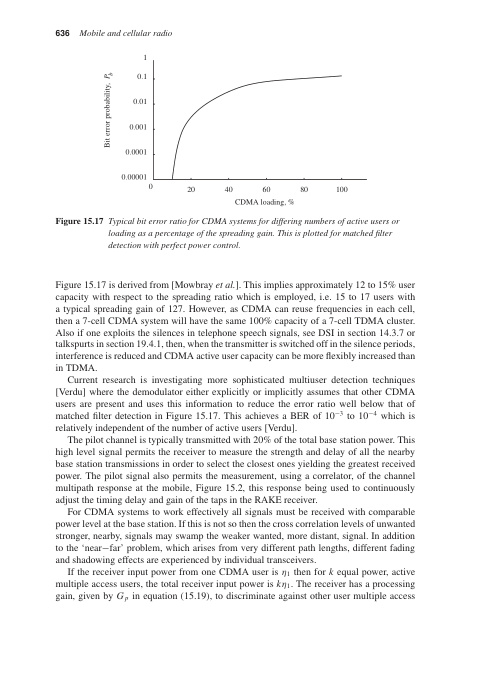 636 Mobile and cellular radio
1
0.1
0.01
0.001
0.0001
0.00001
Bit error probability, P_b
0
20
40
60
80
100
CDMA loading, %
Figure 15.17 Typical bit error ratio for CDMA systems for differing numbers of active users or
loading as a percentage of the spreading gain. This is plotted for matched filter
detection with perfect power control.
Figure 15.17 is derived from [Mowbray et al.]. This implies approximately 12 to 15% user
capacity with respect to the spreading ratio which is employed, i.e. 15 to 17 users with
a typical spreading gain of 127. However, as CDMA can reuse frequencies in each cell,
then a 7-cell CDMA system will have the same 100% capacity of a 7-cell TDMA cluster.
Also if one exploits the silences in telephone speech signals, see DSI in section 14.3.7 or
talkspurts in section 19.4.1, then, when the transmitter is switched off in the silence periods,
interference is reduced and CDMA active user capacity can be more flexibly increased than
in TDMA.
Current research is investigating more sophisticated multiuser detection techniques
[Verdu] where the demodulator either explicitly or implicitly assumes that other CDMA
users are present and uses this information to reduce the error ratio well below that of
matched filter detection in Figure 15.17. This achieves a BER of 10⁻³ to 10⁻⁴ which is
relatively independent of the number of active users [Verdu].
The pilot channel is typically transmitted with 20% of the total base station power. This
high level signal permits the receiver to measure the strength and delay of all the nearby
base station transmissions in order to select the closest ones yielding the greatest received
power. The pilot signal also permits the measurement, using a correlator, of the channel
multipath response at the mobile, Figure 15.2, this response being used to continuously
adjust the timing delay and gain of the taps in the RAKE receiver.
For CDMA systems to work effectively all signals must be received with comparable
power level at the base station. If this is not so then the cross correlation levels of unwanted
stronger, nearby, signals may swamp the weaker wanted, more distant, signal. In addition
to the 'near−far' problem, which arises from very different path lengths, different fading
and shadowing effects are experienced by individual transceivers.
If the receiver input power from one CDMA user is η₁ then for k equal power, active
multiple access users, the total receiver input power is kη₁. The receiver has a processing
gain, given by Gₚ in equation (15.19), to discriminate against other user multiple access